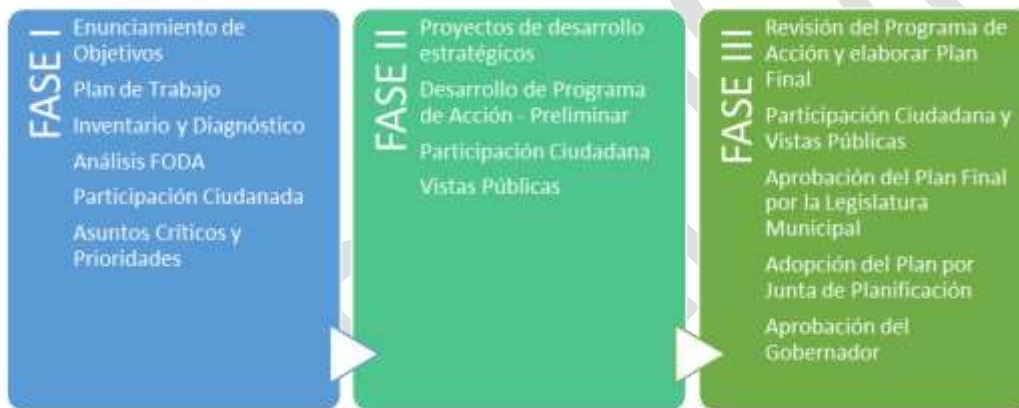 FASE I
Enunciamiento de
Objetivos
Plan de Trabajo
Inventario y Diagnóstico
Análisis FODA
Participación Ciudanada
Asuntos Críticos y
Prioridades
FASE II
Proyectos de desarrollo
estratégicos
Desarrollo de Programa
de Acción - Preliminar
Participación Ciudadana
Vistas Públicas
FASE III
Revisión del Programa de
Acción y elaborar Plan
Final
Participación Ciudadana y
Vistas Públicas
Aprobación del Plan Final
por la Legislatura
Municipal
Adopción del Plan por
Junta de Planificación
Aprobación del
Gobernador